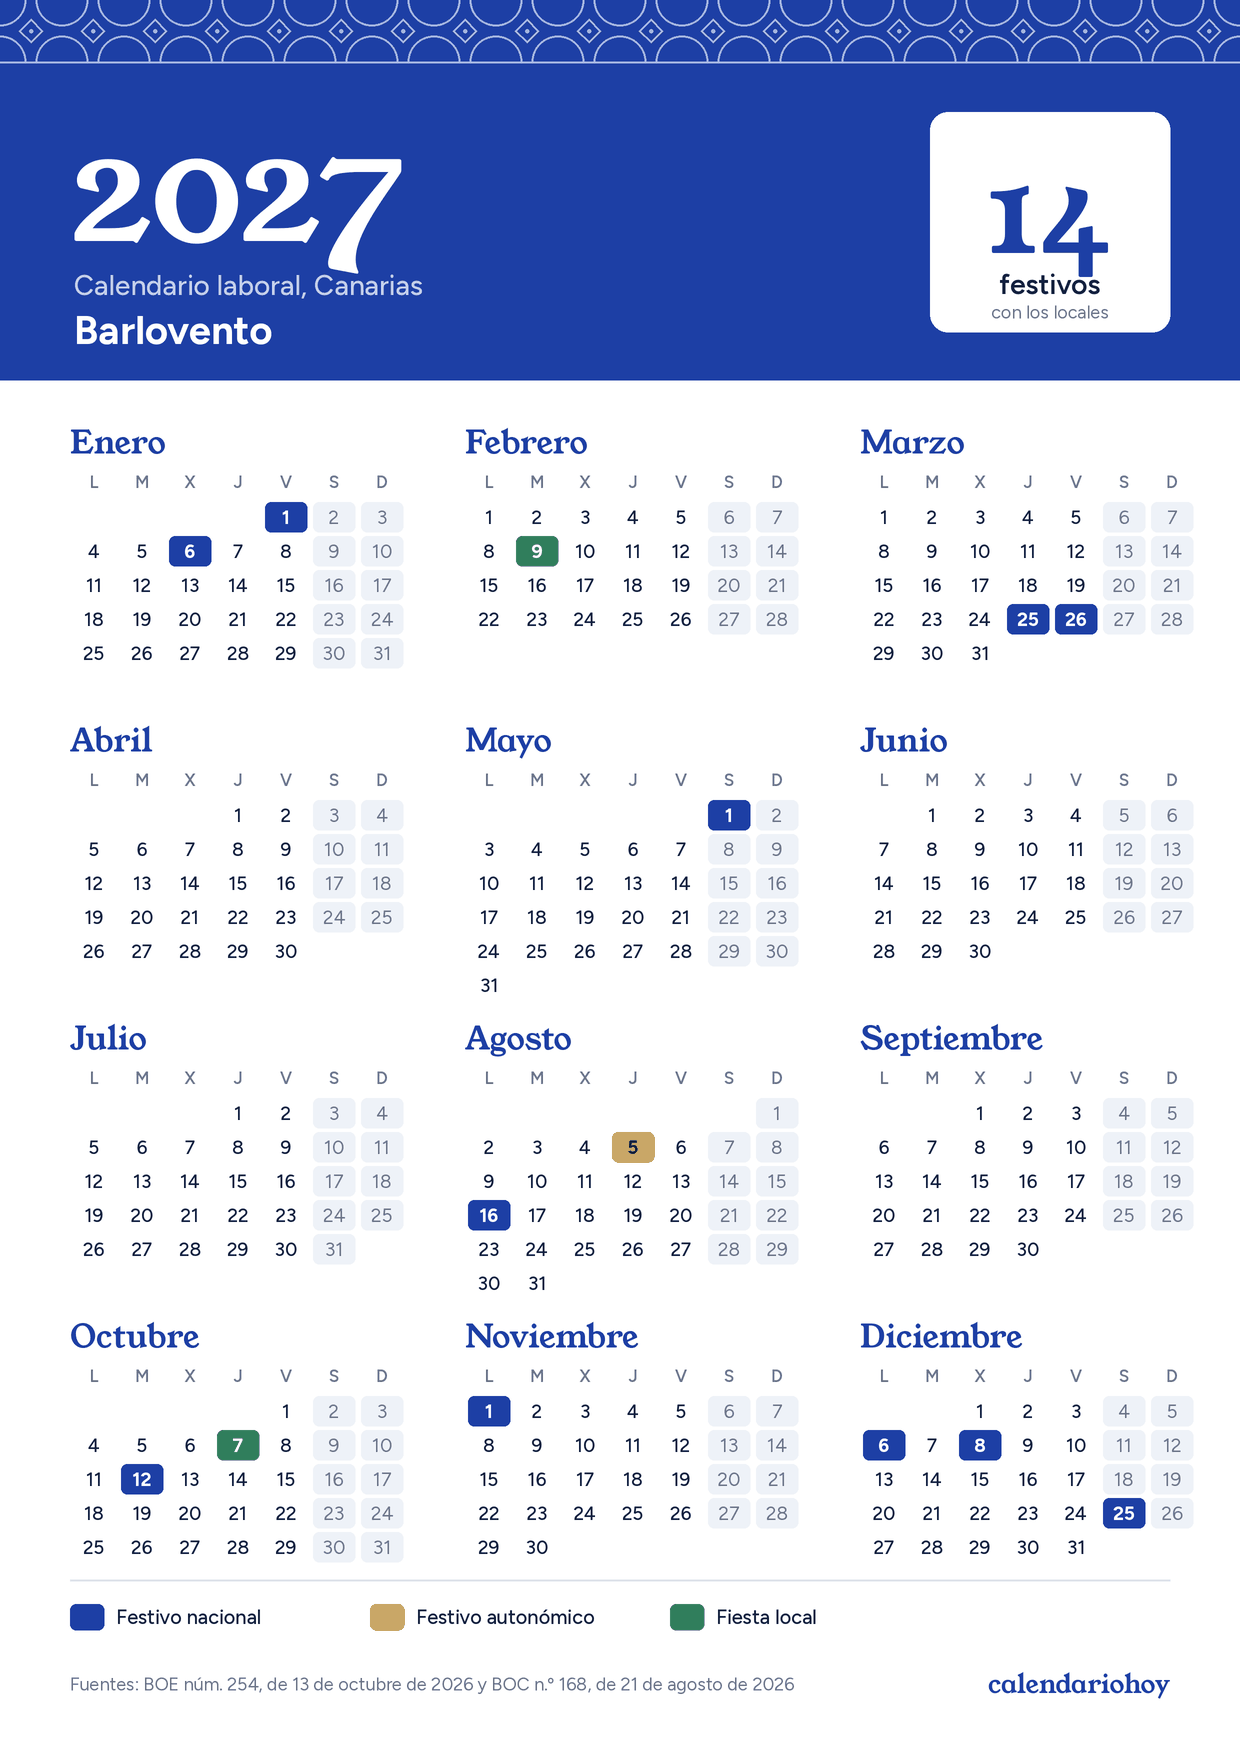 2027
Calendario laboral, Canarias
Barlovento
14
festivos
con los locales
Enero
L M X J V S D
1 2 3
4 5 6 7 8 9 10
11 12 13 14 15 16 17
18 19 20 21 22 23 24
25 26 27 28 29 30 31
Febrero
L M X J V S D
1 2 3 4 5 6 7
8 9 10 11 12 13 14
15 16 17 18 19 20 21
22 23 24 25 26 27 28
Marzo
L M X J V S D
1 2 3 4 5 6 7
8 9 10 11 12 13 14
15 16 17 18 19 20 21
22 23 24 25 26 27 28
29 30 31
Abril
L M X J V S D
1 2 3 4
5 6 7 8 9 10 11
12 13 14 15 16 17 18
19 20 21 22 23 24 25
26 27 28 29 30
Mayo
L M X J V S D
1 2
3 4 5 6 7 8 9
10 11 12 13 14 15 16
17 18 19 20 21 22 23
24 25 26 27 28 29 30
31
Junio
L M X J V S D
1 2 3 4 5 6
7 8 9 10 11 12 13
14 15 16 17 18 19 20
21 22 23 24 25 26 27
28 29 30
Julio
L M X J V S D
1 2 3 4
5 6 7 8 9 10 11
12 13 14 15 16 17 18
19 20 21 22 23 24 25
26 27 28 29 30 31
Agosto
L M X J V S D
1
2 3 4 5 6 7 8
9 10 11 12 13 14 15
16 17 18 19 20 21 22
23 24 25 26 27 28 29
30 31
Septiembre
L M X J V S D
1 2 3 4 5
6 7 8 9 10 11 12
13 14 15 16 17 18 19
20 21 22 23 24 25 26
27 28 29 30
Octubre
L M X J V S D
1 2 3
4 5 6 7 8 9 10
11 12 13 14 15 16 17
18 19 20 21 22 23 24
25 26 27 28 29 30 31
Noviembre
L M X J V S D
1 2 3 4 5 6 7
8 9 10 11 12 13 14
15 16 17 18 19 20 21
22 23 24 25 26 27 28
29 30
Diciembre
L M X J V S D
1 2 3 4 5
6 7 8 9 10 11 12
13 14 15 16 17 18 19
20 21 22 23 24 25 26
27 28 29 30 31
Festivo nacional
Festivo autonómico
Fiesta local
Fuentes: BOE núm. 254, de 13 de octubre de 2026 y BOC n.º 168, de 21 de agosto de 2026
calendariohoy